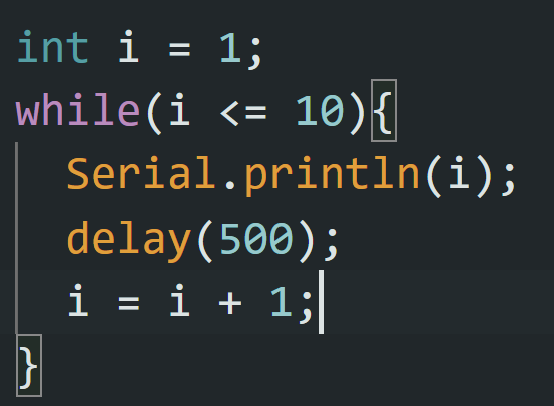 int i = 1;
while(i <= 10){
  Serial.println(i);
  delay(500);
  i = i + 1;
}